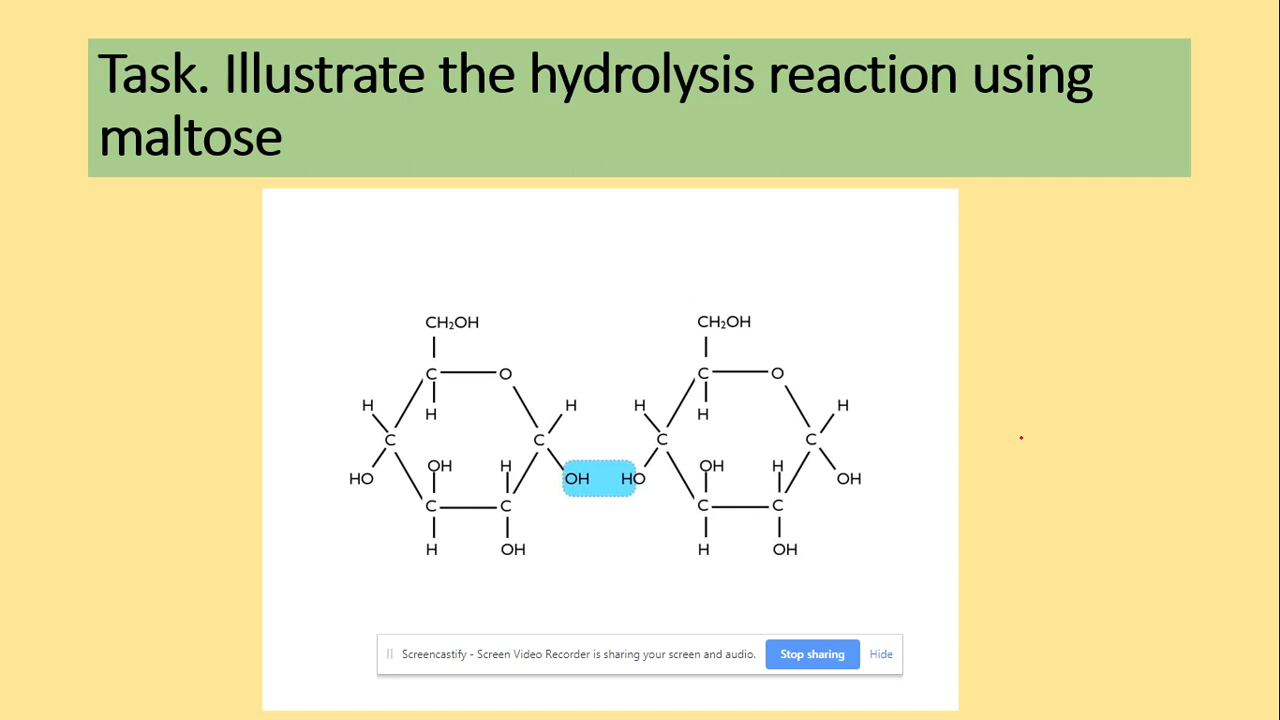 Task. Illustrate the hydrolysis reaction using
maltose
CH₂OH CH₂OH
C O C O
H H H H
H H
C C C C
OH H OH H
HO OH HO OH
C C C C
H OH H OH
Screencastify - Screen Video Recorder is sharing your screen and audio. Stop sharing Hide